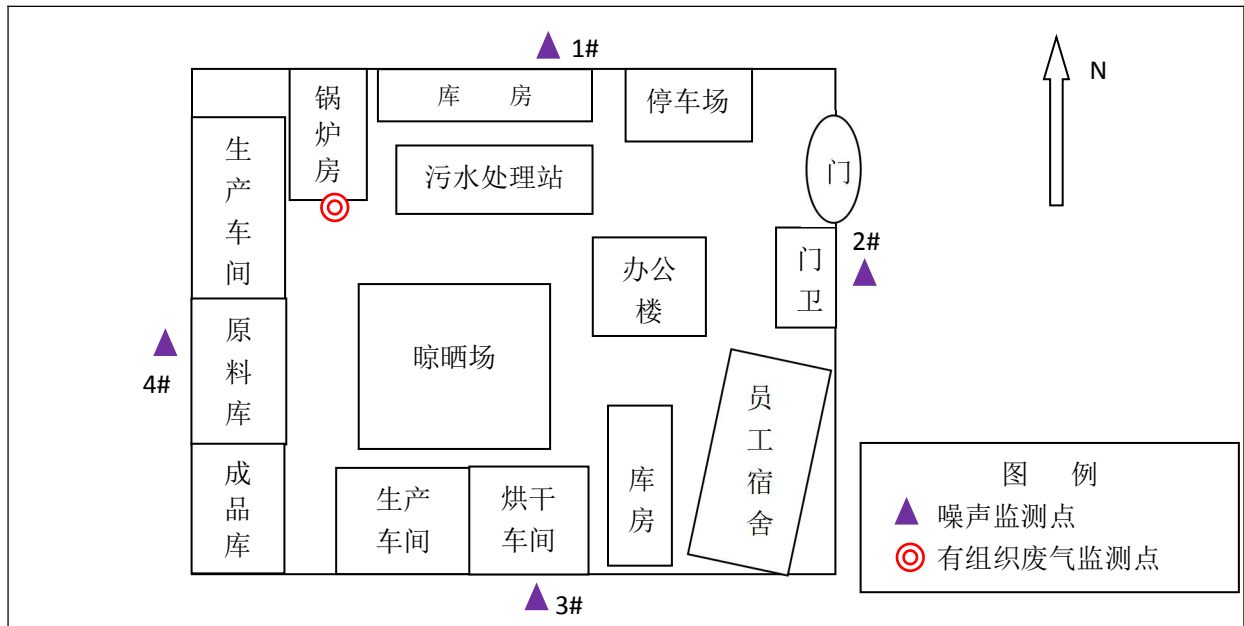 1#
N
锅炉房
库 房
停车场
生产车间
污水处理站
门
2#
门卫
办公
楼
原料库
晾晒场
4#
员工宿舍
成品库
生产
车间
烘干
车间
库房
3#
图 例
噪声监测点
有组织废气监测点